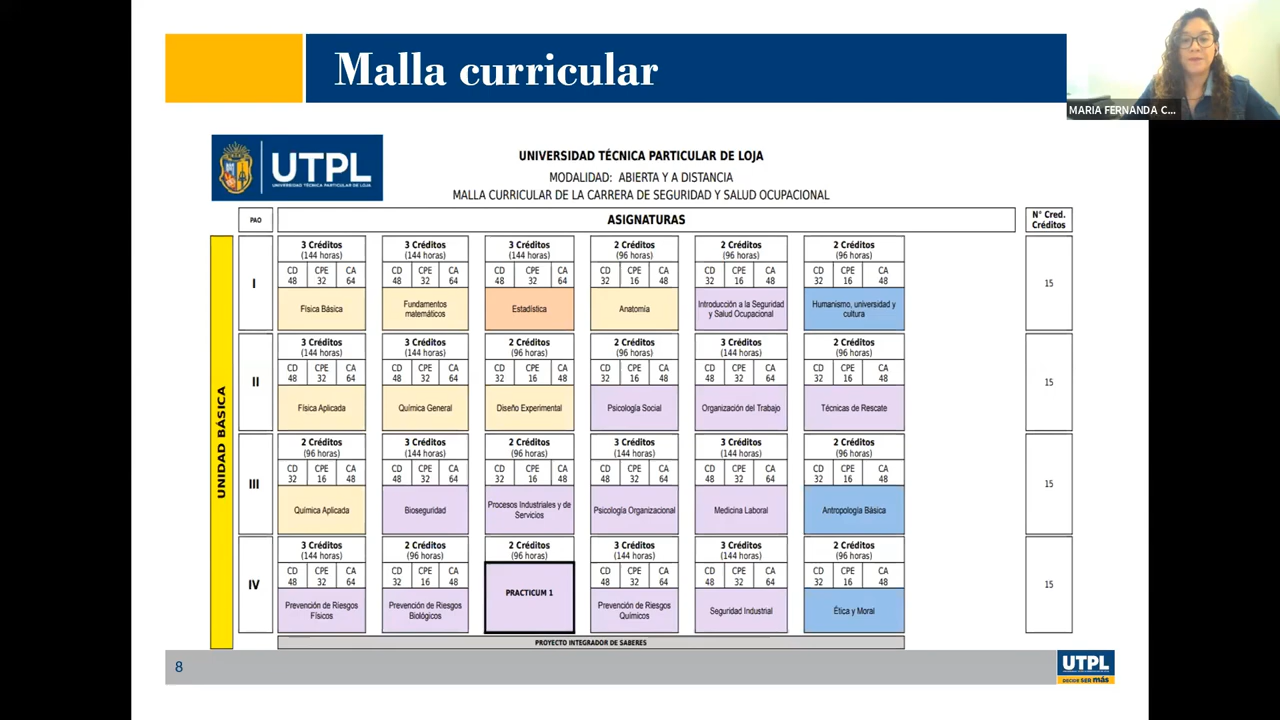 Malla curricular
MARIA FERNANDA C...
UTPL
UNIVERSIDAD TÉCNICA PARTICULAR DE LOJA
UNIVERSIDAD TÉCNICA PARTICULAR DE LOJA
MODALIDAD: ABIERTA Y A DISTANCIA
MALLA CURRICULAR DE LA CARRERA DE SEGURIDAD Y SALUD OCUPACIONAL
PAO
ASIGNATURAS
N° Cred.
Créditos
UNIDAD BÁSICA
I
3 Créditos
(144 horas)
CD CPE CA
48 32 64
Física Básica
3 Créditos
(144 horas)
CD CPE CA
48 32 64
Fundamentos
matemáticos
3 Créditos
(144 horas)
CD CPE CA
48 32 64
Estadística
2 Créditos
(96 horas)
CD CPE CA
32 16 48
Anatomía
2 Créditos
(96 horas)
CD CPE CA
32 16 48
Introducción a la Seguridad
y Salud Ocupacional
2 Créditos
(96 horas)
CD CPE CA
32 16 48
Humanismo, universidad y
cultura
15
II
3 Créditos
(144 horas)
CD CPE CA
48 32 64
Física Aplicada
3 Créditos
(144 horas)
CD CPE CA
48 32 64
Química General
2 Créditos
(96 horas)
CD CPE CA
32 16 48
Diseño Experimental
2 Créditos
(96 horas)
CD CPE CA
32 16 48
Psicología Social
3 Créditos
(144 horas)
CD CPE CA
48 32 64
Organización del Trabajo
2 Créditos
(96 horas)
CD CPE CA
32 16 48
Técnicas de Rescate
15
III
2 Créditos
(96 horas)
CD CPE CA
32 16 48
Química Aplicada
3 Créditos
(144 horas)
CD CPE CA
48 32 64
Bioseguridad
2 Créditos
(96 horas)
CD CPE CA
32 16 48
Procesos Industriales y de
Servicios
3 Créditos
(144 horas)
CD CPE CA
48 32 64
Psicología Organizacional
3 Créditos
(144 horas)
CD CPE CA
48 32 64
Medicina Laboral
2 Créditos
(96 horas)
CD CPE CA
32 16 48
Antropología Básica
15
IV
3 Créditos
(144 horas)
CD CPE CA
48 32 64
Prevención de Riesgos
Físicos
2 Créditos
(96 horas)
CD CPE CA
32 16 48
Prevención de Riesgos
Biológicos
2 Créditos
(96 horas)
PRACTICUM 1
3 Créditos
(144 horas)
CD CPE CA
48 32 64
Prevención de Riesgos
Químicos
3 Créditos
(144 horas)
CD CPE CA
48 32 64
Seguridad Industrial
2 Créditos
(96 horas)
CD CPE CA
32 16 48
Ética y Moral
15
PROYECTO INTEGRADOR DE SABERES
8
UTPL
DECIDE SER más